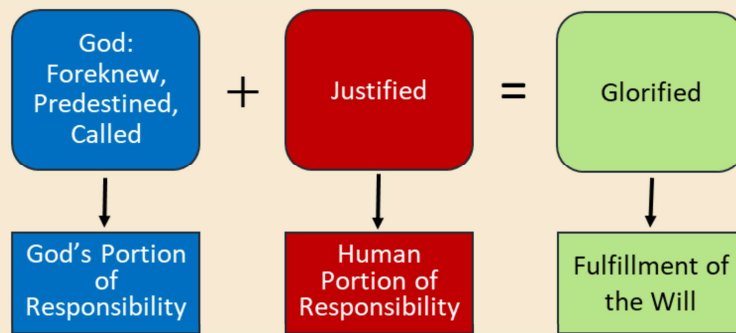 God:
Foreknew,
Predestined,
Called
+
Justified
=
Glorified
God's Portion
of
Responsibility
Human
Portion of
Responsibility
Fulfillment of
the Will